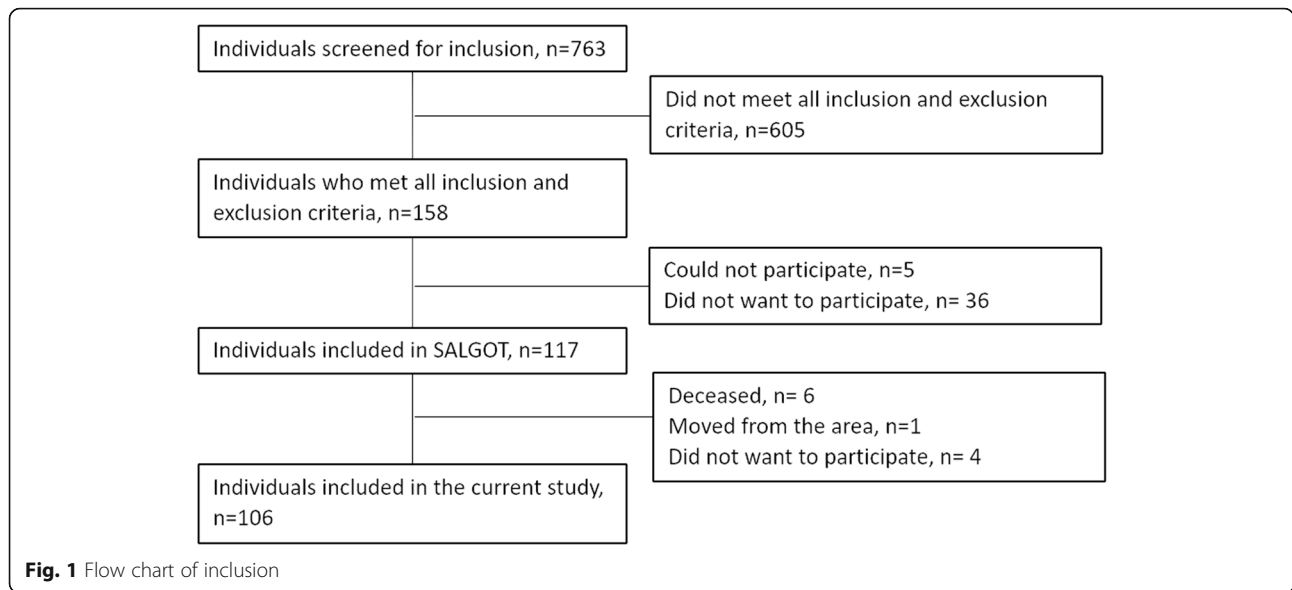 Individuals screened for inclusion, n=763
Did not meet all inclusion and exclusion
criteria, n=605
Individuals who met all inclusion and
exclusion criteria, n=158
Could not participate, n=5
Did not want to participate, n= 36
Individuals included in SALGOT, n=117
Deceased, n= 6
Moved from the area, n=1
Did not want to participate, n= 4
Individuals included in the current study,
n=106
Fig. 1 Flow chart of inclusion